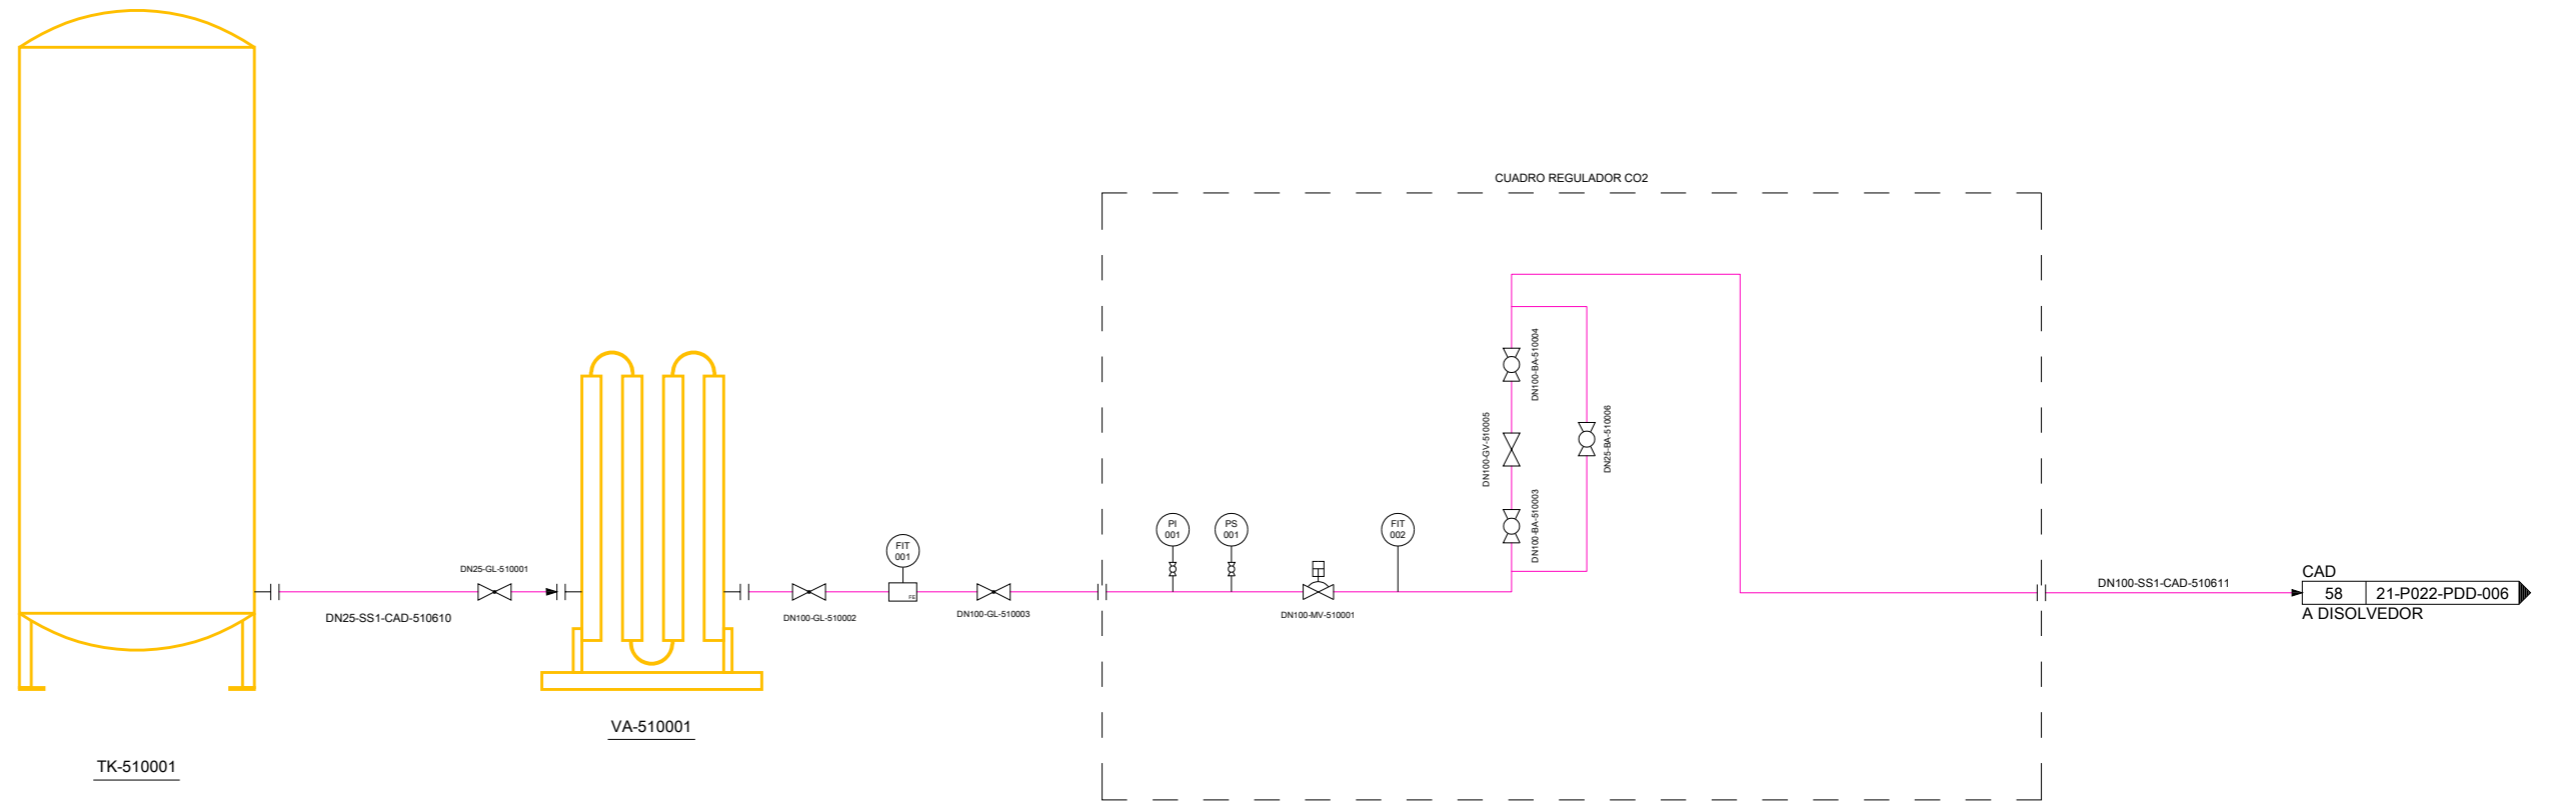 CUADRO REGULADOR CO2
DN100-BA-510004
DN100-GV-510005
DN25-BA-510006
DN100-BA-510003
PI
001
PS
001
FIT
002
FIT
001
FE
DN25-GL-510001
DN25-SS1-CAD-510610
DN100-GL-510002
DN100-GL-510003
DN100-MV-510001
DN100-SS1-CAD-510611
CAD
58 21-P022-PDD-006
A DISOLVEDOR
VA-510001
TK-510001